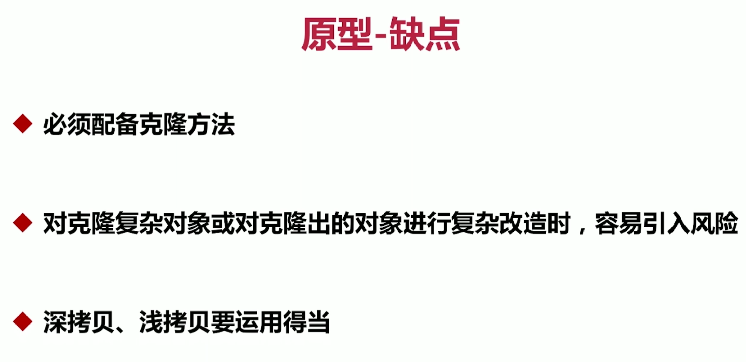 原型-缺点
必须配备克隆方法
对克隆复杂对象或对克隆出的对象进行复杂改造时，容易引入风险
深拷贝、浅拷贝要运用得当